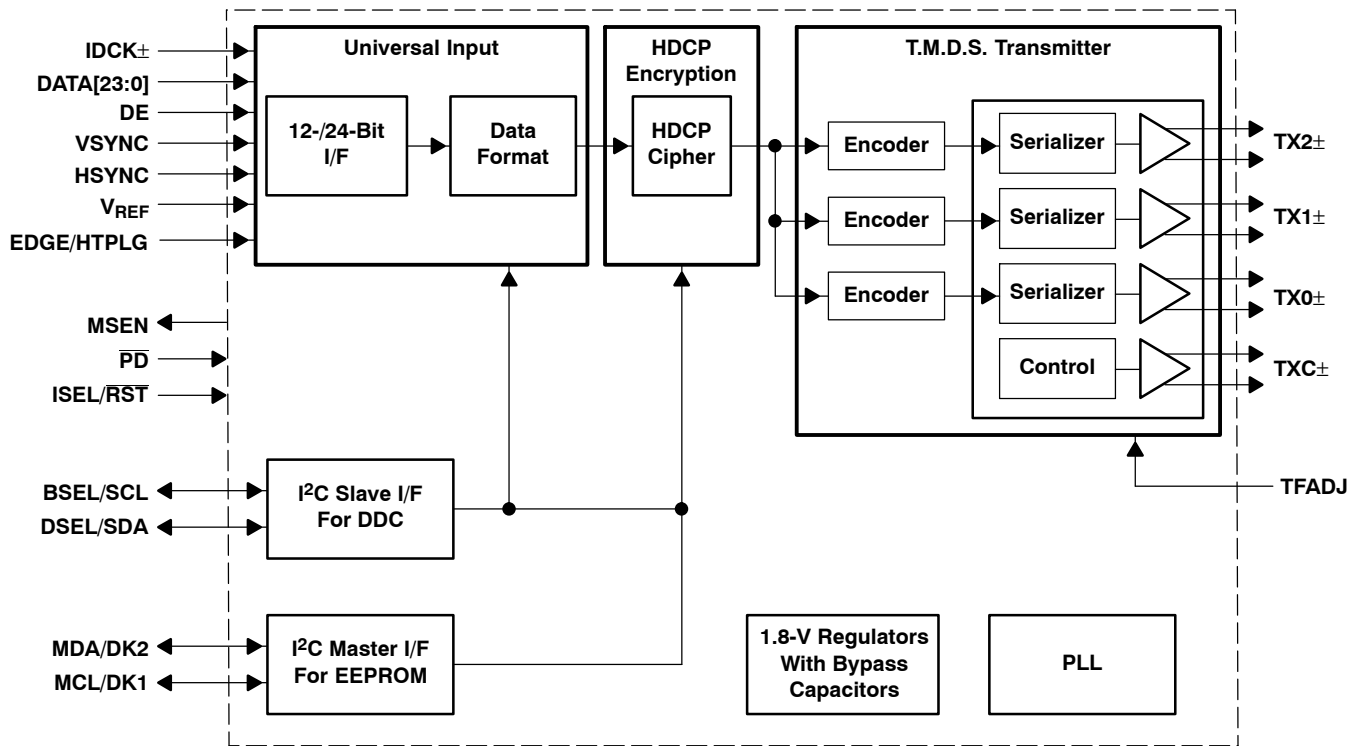 IDCK±
DATA[23:0]
DE
VSYNC
HSYNC
VREF
EDGE/HTPLG
MSEN
P̅D̅
ISEL/R̅S̅T̅
BSEL/SCL
DSEL/SDA
MDA/DK2
MCL/DK1
Universal Input
12-/24-Bit
I/F
Data
Format
HDCP
Encryption
HDCP
Cipher
T.M.D.S. Transmitter
Encoder
Serializer
Encoder
Serializer
Encoder
Serializer
Control
TX2±
TX1±
TX0±
TXC±
TFADJ
I²C Slave I/F
For DDC
I²C Master I/F
For EEPROM
1.8-V Regulators
With Bypass
Capacitors
PLL